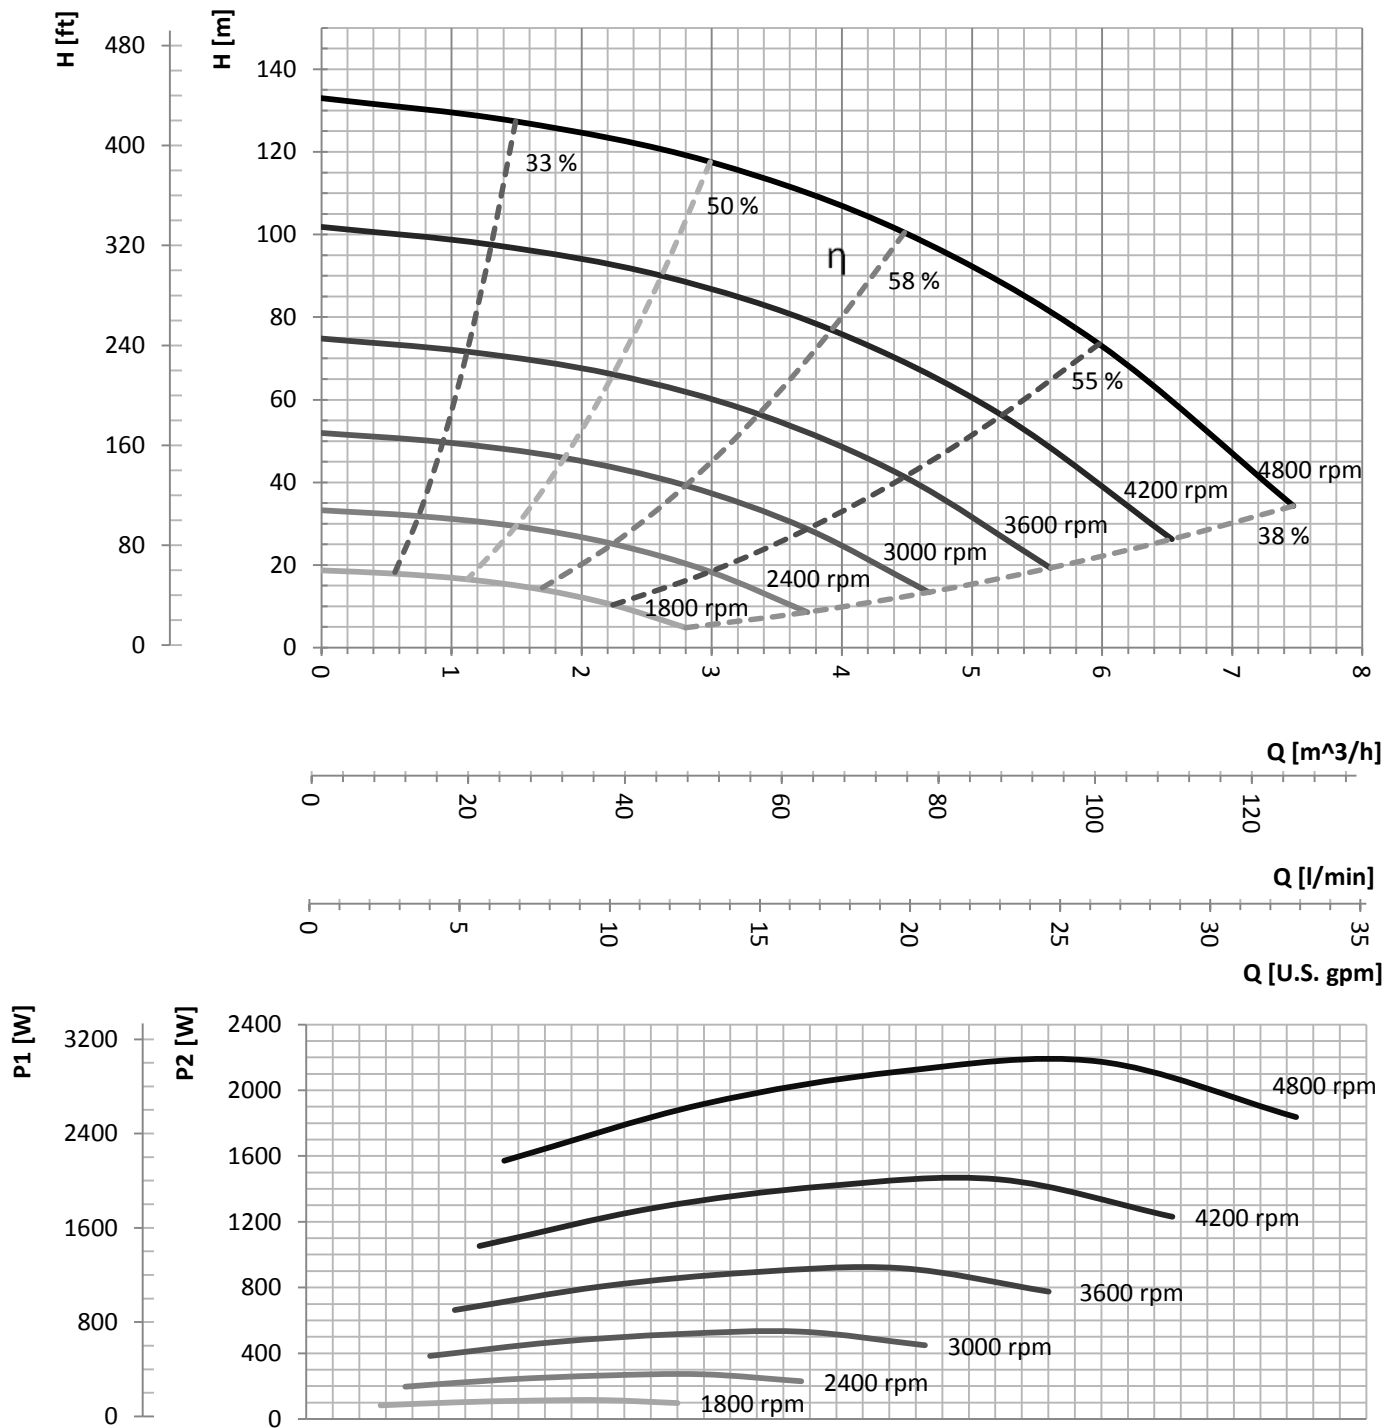 H [ft]
H [m]
480
400
320
240
160
80
0
140
120
100
80
60
40
20
0
33 %
50 %
η
58 %
55 %
38 %
4800 rpm
4200 rpm
3600 rpm
3000 rpm
2400 rpm
1800 rpm
0 1 2 3 4 5 6 7 8
Q [m^3/h]
0 20 40 60 80 100 120
Q [l/min]
0 5 10 15 20 25 30 35
Q [U.S. gpm]
P1 [W]
P2 [W]
3200
2400
1600
800
0
2400
2000
1600
1200
800
400
0
4800 rpm
4200 rpm
3600 rpm
3000 rpm
2400 rpm
1800 rpm